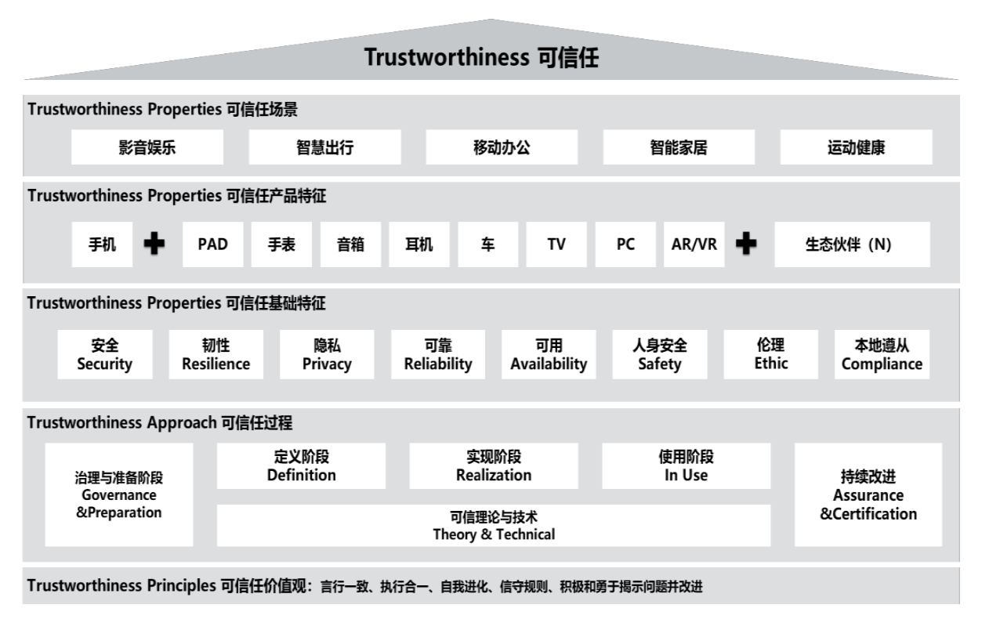 Trustworthiness 可信任
Trustworthiness Properties 可信任场景
影音娱乐
智慧出行
移动办公
智能家居
运动健康
Trustworthiness Properties 可信任产品特征
手机
PAD
手表
音箱
耳机
车
TV
PC
AR/VR
生态伙伴（N）
Trustworthiness Properties 可信任基础特征
安全
Security
韧性
Resilience
隐私
Privacy
可靠
Reliability
可用
Availability
人身安全
Safety
伦理
Ethic
本地遵从
Compliance
Trustworthiness Approach 可信任过程
治理与准备阶段
Governance
&Preparation
定义阶段
Definition
实现阶段
Realization
使用阶段
In Use
可信理论与技术
Theory & Technical
持续改进
Assurance
&Certification
Trustworthiness Principles 可信任价值观：言行一致、执行合一、自我进化、信守规则、积极和勇于揭示问题并改进